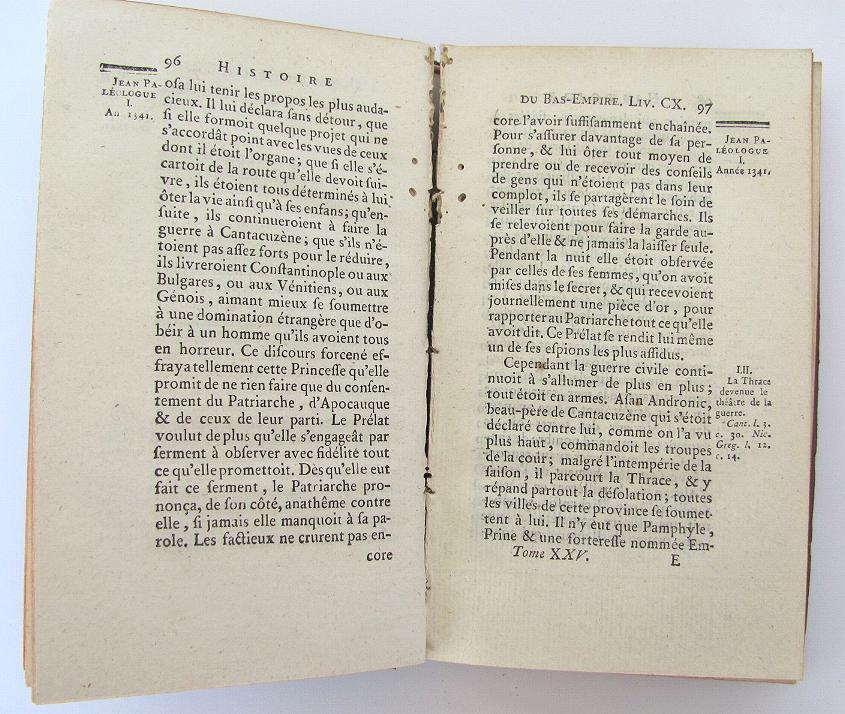 96 HISTOIRE
JEAN PA-
LÉOLOGUE
I.
An 1341.
osa lui tenir les propos les plus auda-
cieux. Il lui déclara sans détour, que
si elle formoit quelque projet qui ne
s'accordât point avec les vues de ceux
dont il étoit l'organe; que si elle s'é-
cartoit de la route qu'elle devoit sui-
vre, ils étoient tous déterminés à lui
ôter la vie ainsi qu'à ses enfans; qu'en-
suite, ils continueroient à faire la
guerre à Cantacuzène; que s'ils n'é-
toient pas assez forts pour le réduire,
ils livreroient Constantinople ou aux
Bulgares, ou aux Vénitiens, ou aux
Génois, aimant mieux se soumettre
à une domination étrangère que d'o-
béir à un homme qu'ils avoient tous
en horreur. Ce discours forcené ef-
fraya tellement cette Princesse qu'elle
promit de ne rien faire que du consen-
tement du Patriarche, d'Apocauque
& de ceux de leur parti. Le Prélat
voulut de plus qu'elle s'engageât par
serment à observer avec fidélité tout
ce qu'elle promettoit. Dès qu'elle eut
fait ce serment, le Patriarche pro-
nonça, de son côté, anathême contre
elle, si jamais elle manquoit à sa pa-
role. Les factieux ne crurent pas en-
core
DU BAS-EMPIRE. LIV. CX. 97
core l'avoir suffisamment enchaînée.
Pour s'assurer davantage de sa per-
sonne, & lui ôter tout moyen de
prendre ou de recevoir des conseils
de gens qui n'étoient pas dans leur
complot, ils se partagèrent le soin de
veiller sur toutes ses démarches. Ils
se relevoient pour faire la garde au-
près d'elle & ne jamais la laisser seule.
Pendant la nuit elle étoit observée
par celles de ses femmes, qu'on avoit
mises dans le secret, & qui recevoient
journellement une pièce d'or, pour
rapporter au Patriarche tout ce qu'elle
avoit dit. Ce Prélat se rendit lui même
un de ses espions les plus assidus.
Cependant la guerre civile conti-
nuoit à s'allumer de plus en plus;
tout étoit en armes. Asan Andronic,
beau-père de Cantacuzène qui s'étoit
déclaré contre lui, comme on l'a vu
plus haut, commandoit les troupes
de la cour; malgré l'intempérie de la
saison, il parcourt la Thrace, & y
répand partout la désolation; toutes
les villes de cette province se soumet-
tent à lui. Il n'y eut que Pamphyle,
Prine & une forteresse nommée Em-
Tome XXV. E
JEAN PA-
LÉOLOGUE
I.
Année 1341.
LII.
La Thrace
devenue le
théâtre de la
guerre.
Cant. l. 3.
c. 30. Nic.
Greg. l. 12.
c. 14.